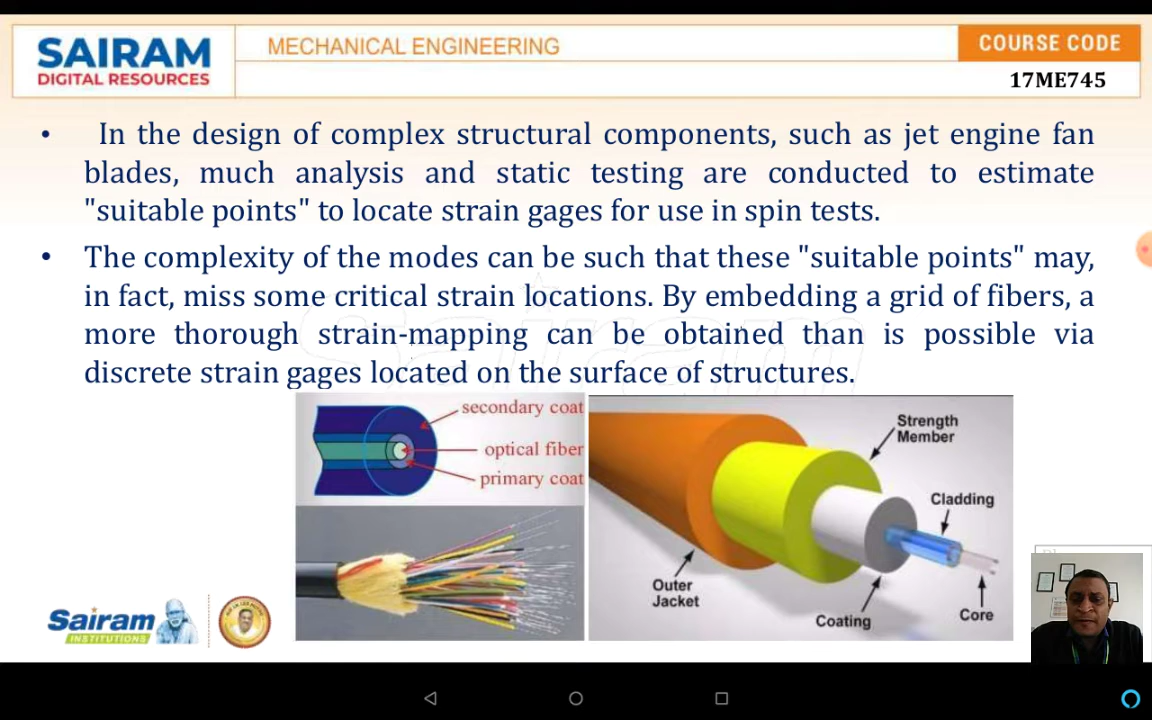 SAIRAM
DIGITAL RESOURCES
MECHANICAL ENGINEERING
COURSE CODE
17ME745
• In the design of complex structural components, such as jet engine fan
blades, much analysis and static testing are conducted to estimate
"suitable points" to locate strain gages for use in spin tests.
• The complexity of the modes can be such that these "suitable points" may,
in fact, miss some critical strain locations. By embedding a grid of fibers, a
more thorough strain-mapping can be obtained than is possible via
discrete strain gages located on the surface of structures.
Sairam
secondary coat
optical fiber
primary coat
Strength
Member
Cladding
Outer
Jacket
Coating
Core
Sairam
INSTITUTIONS